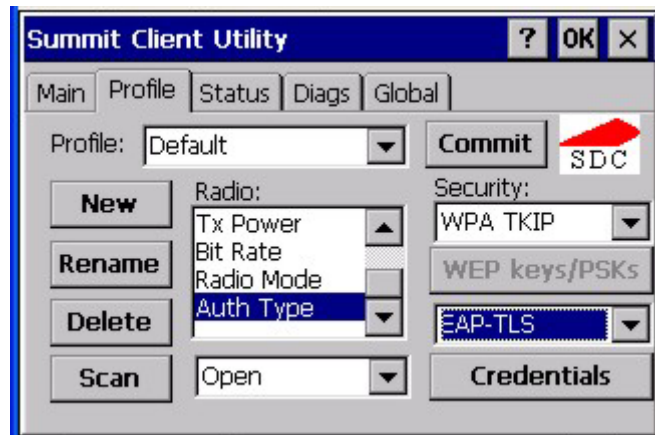 Summit Client Utility ? OK ×
Main Profile Status Diags Global
Profile: Default Commit SDC
New Radio: Security:
Tx Power WPA TKIP
Rename Bit Rate WEP keys/PSKs
Radio Mode
Delete Auth Type EAP-TLS
Scan Open Credentials